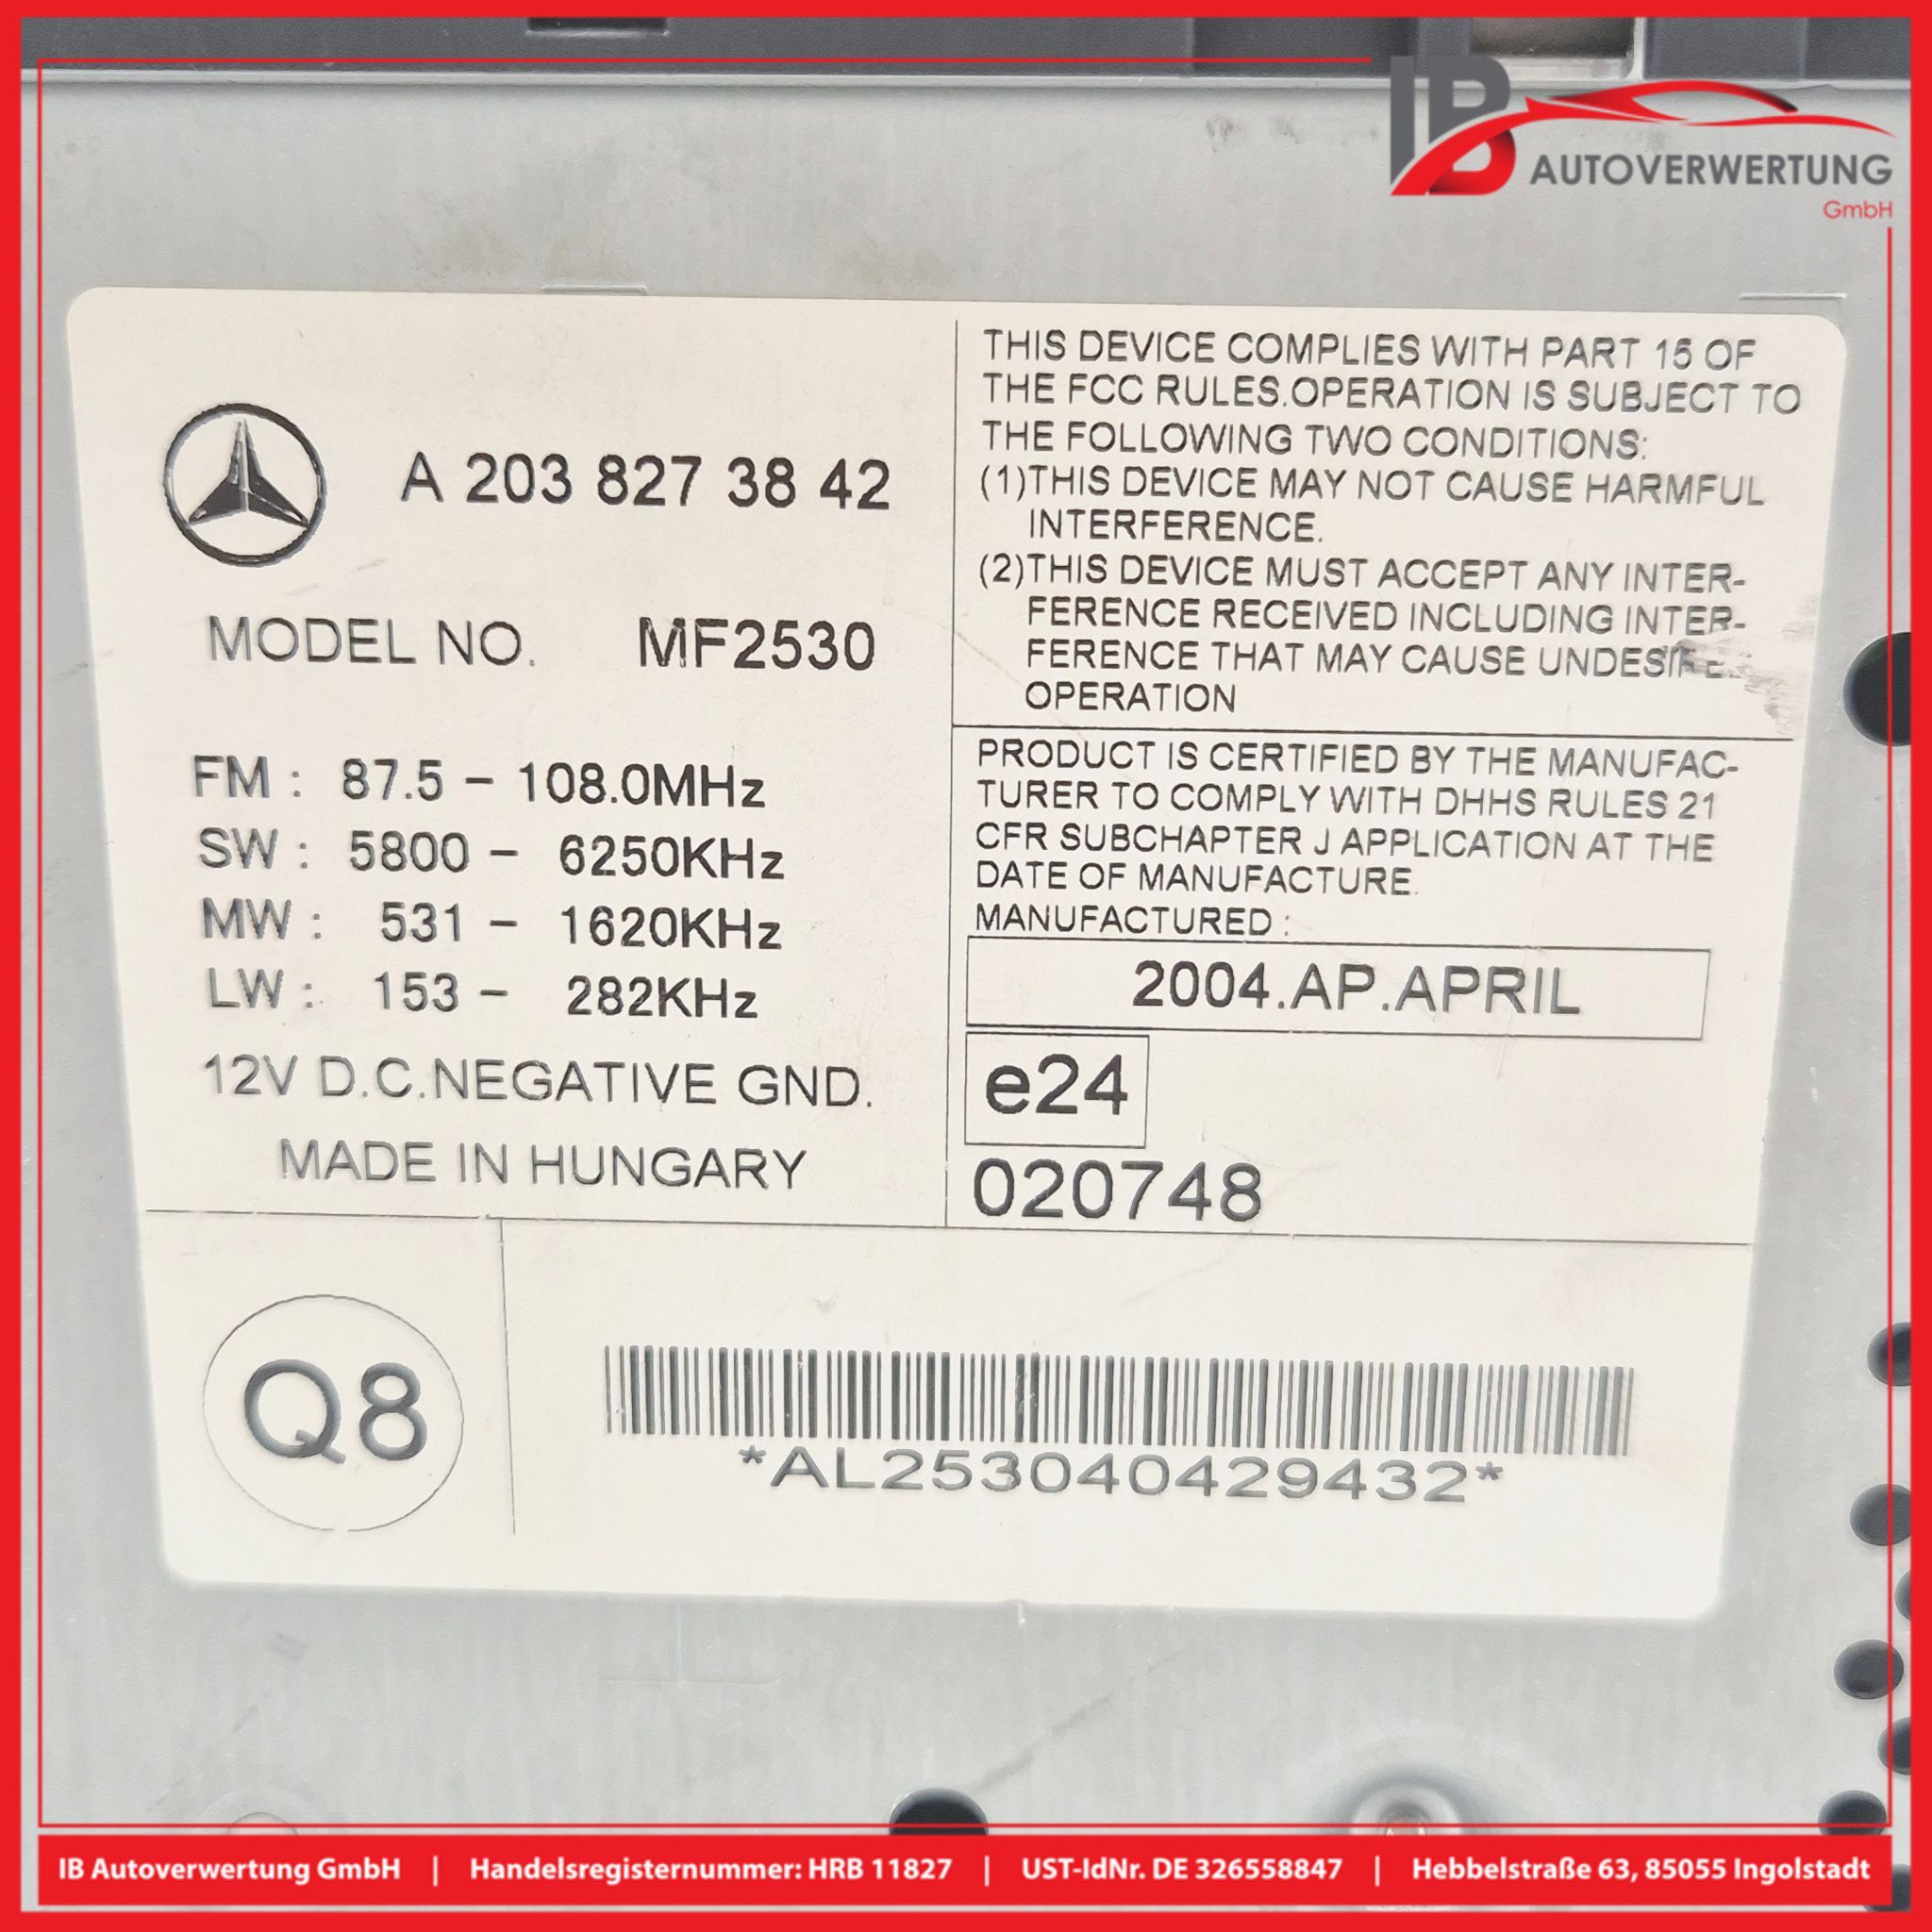 IB
AUTOVERWERTUNG
GmbH
A 203 827 38 42
MODEL NO. MF2530
FM : 87.5 - 108.0MHz
SW : 5800 - 6250KHz
MW : 531 - 1620KHz
LW : 153 - 282KHz
12V D.C.NEGATIVE GND.
MADE IN HUNGARY
THIS DEVICE COMPLIES WITH PART 15 OF
THE FCC RULES.OPERATION IS SUBJECT TO
THE FOLLOWING TWO CONDITIONS:
(1)THIS DEVICE MAY NOT CAUSE HARMFUL
INTERFERENCE.
(2)THIS DEVICE MUST ACCEPT ANY INTER-
FERENCE RECEIVED INCLUDING INTER-
FERENCE THAT MAY CAUSE
OPERATION
PRODUCT IS CERTIFIED BY THE MANUFAC-
TURER TO COMPLY WITH DHHS RULES 21
CFR SUBCHAPTER J APPLICATION AT THE
DATE OF MANUFACTURE.
MANUFACTURED :
2004.AP.APRIL
e24
020748
Q8
*AL253040429432*
IB Autoverwertung GmbH | Handelsregisternummer: HRB 11827 | UST-IdNr. DE 326558847 | Hebbelstraße 63, 85055 Ingolstadt